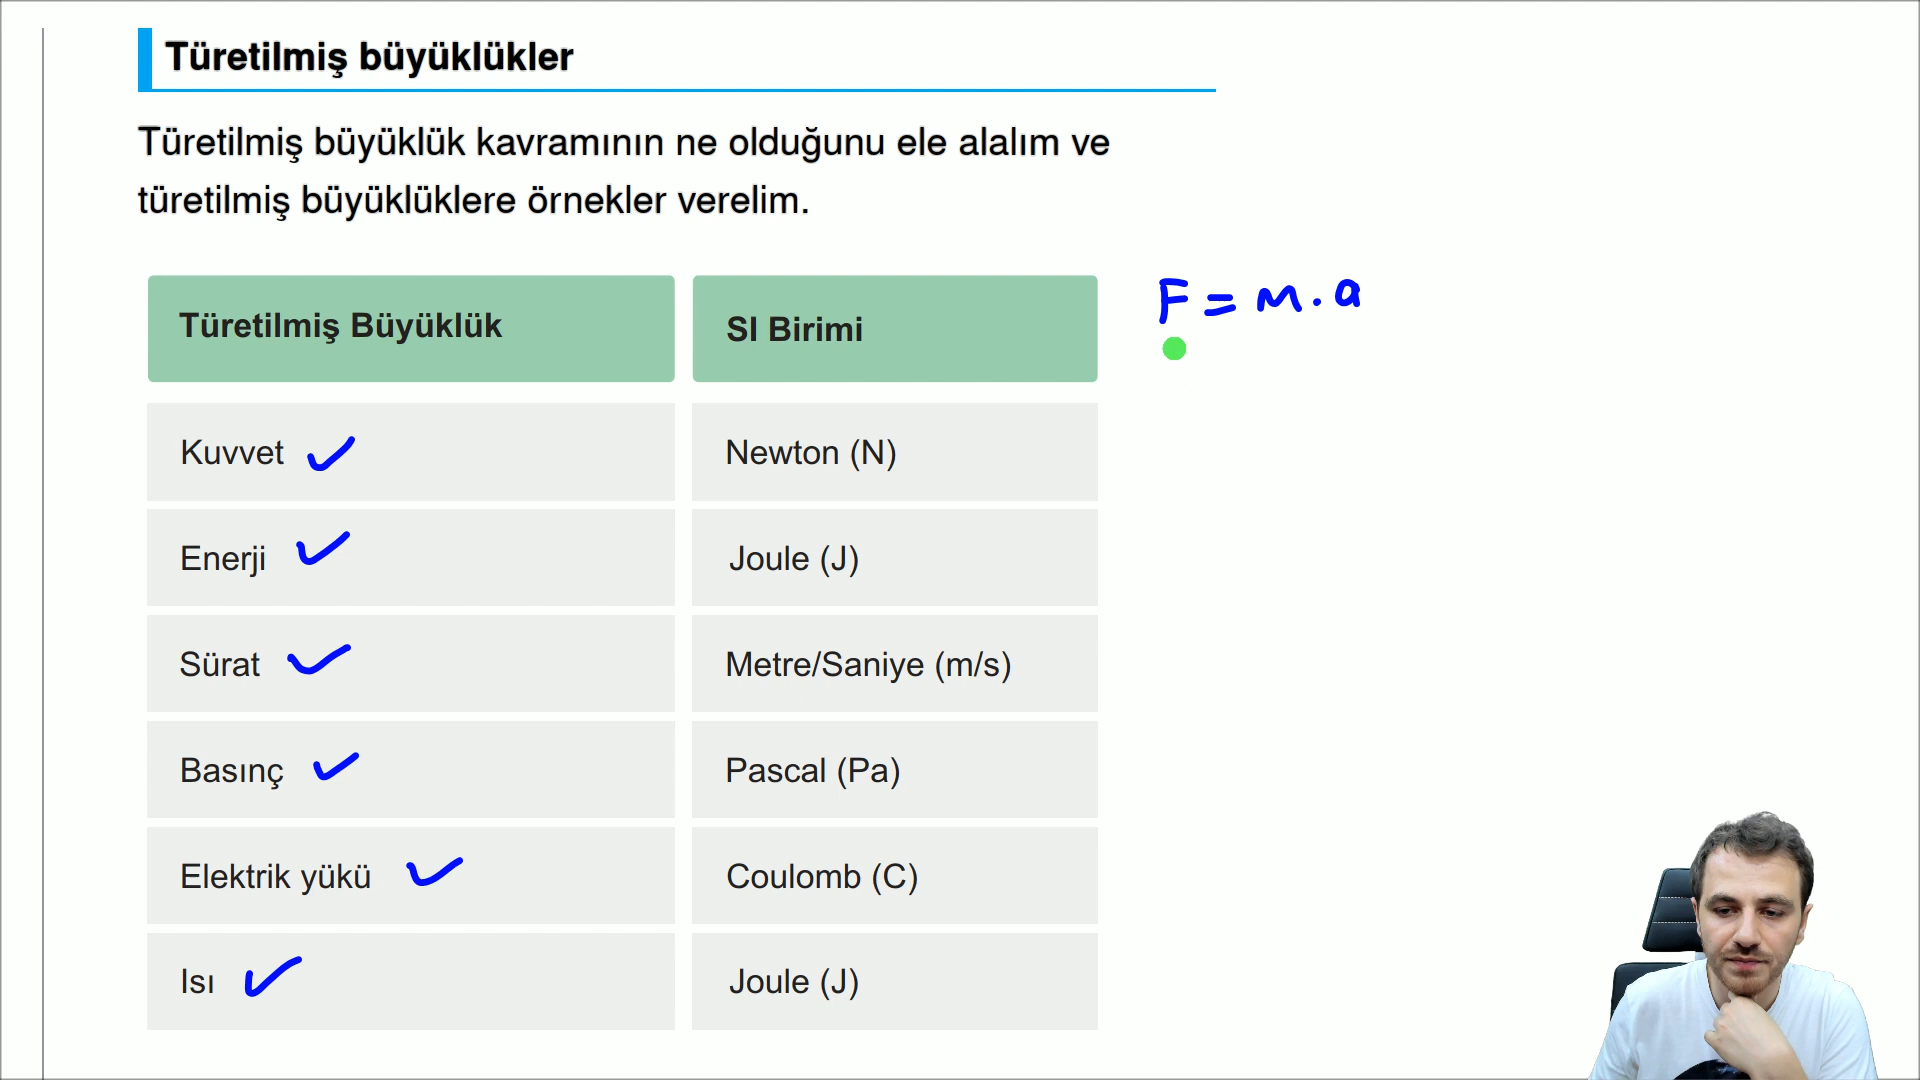 Türetilmiş büyüklükler
Türetilmiş büyüklük kavramının ne olduğunu ele alalım ve
türetilmiş büyüklüklere örnekler verelim.
Türetilmiş Büyüklük SI Birimi
F = m . a
Kuvvet Newton (N)
Enerji Joule (J)
Sürat Metre/Saniye (m/s)
Basınç Pascal (Pa)
Elektrik yükü Coulomb (C)
Isı Joule (J)